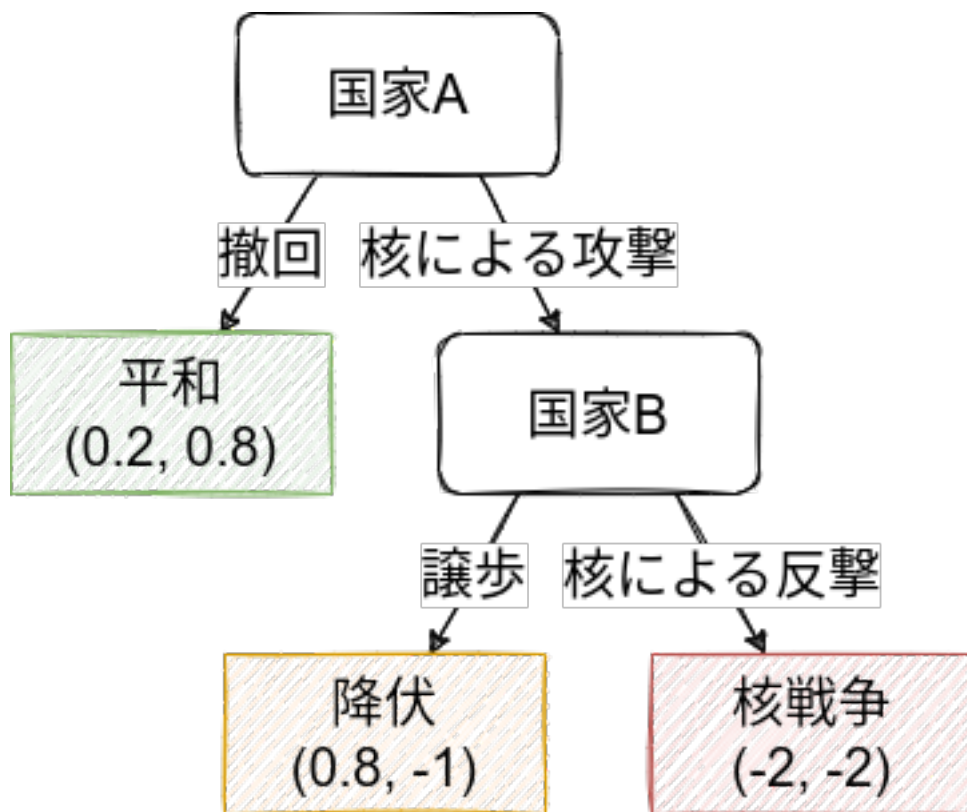 国家A
撤回
核による攻撃
平和
(0.2, 0.8)
国家B
譲歩
核による反撃
降伏
(0.8, -1)
核戦争
(-2, -2)